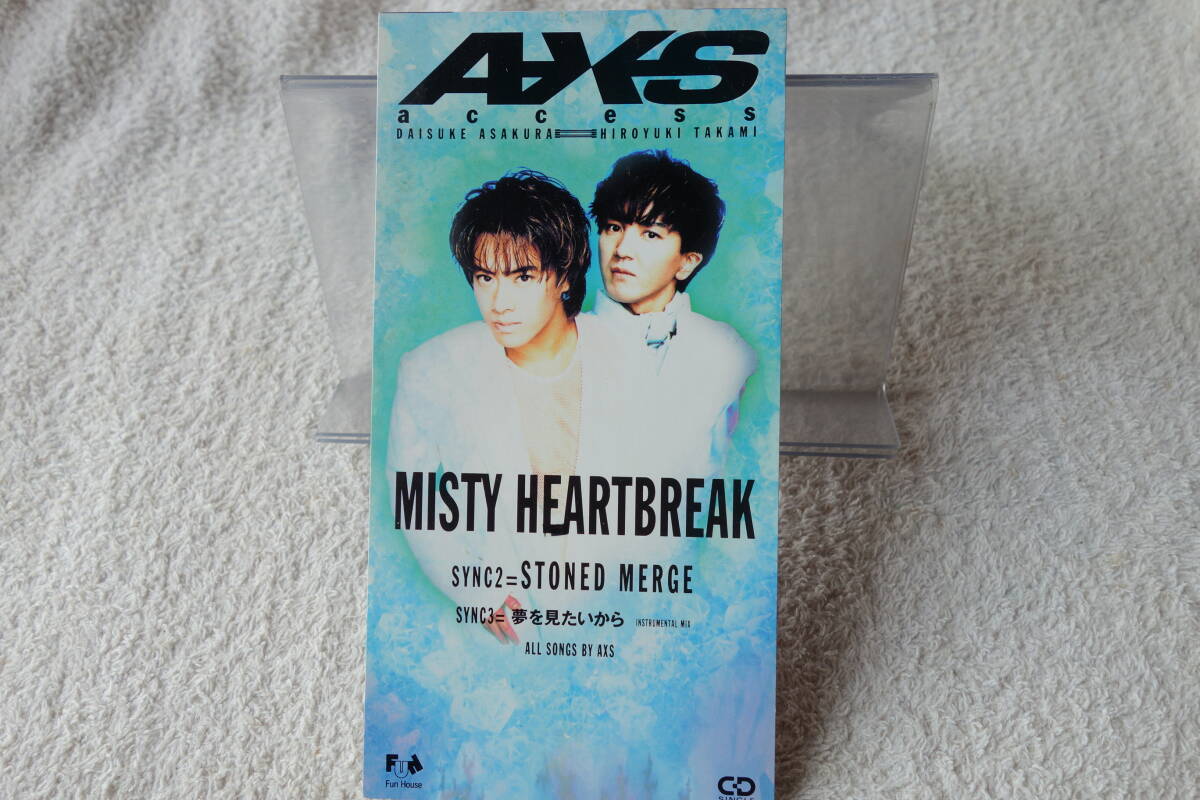 AXS
access
DAISUKE ASAKURA HIROYUKI TAKAMI
MISTY HEARTBREAK
SYNC2=STONED MERGE
SYNC3=夢を見たいから INSTRUMENTAL MIX
ALL SONGS BY AXS
FUN
Fun House
CD
SINGLE